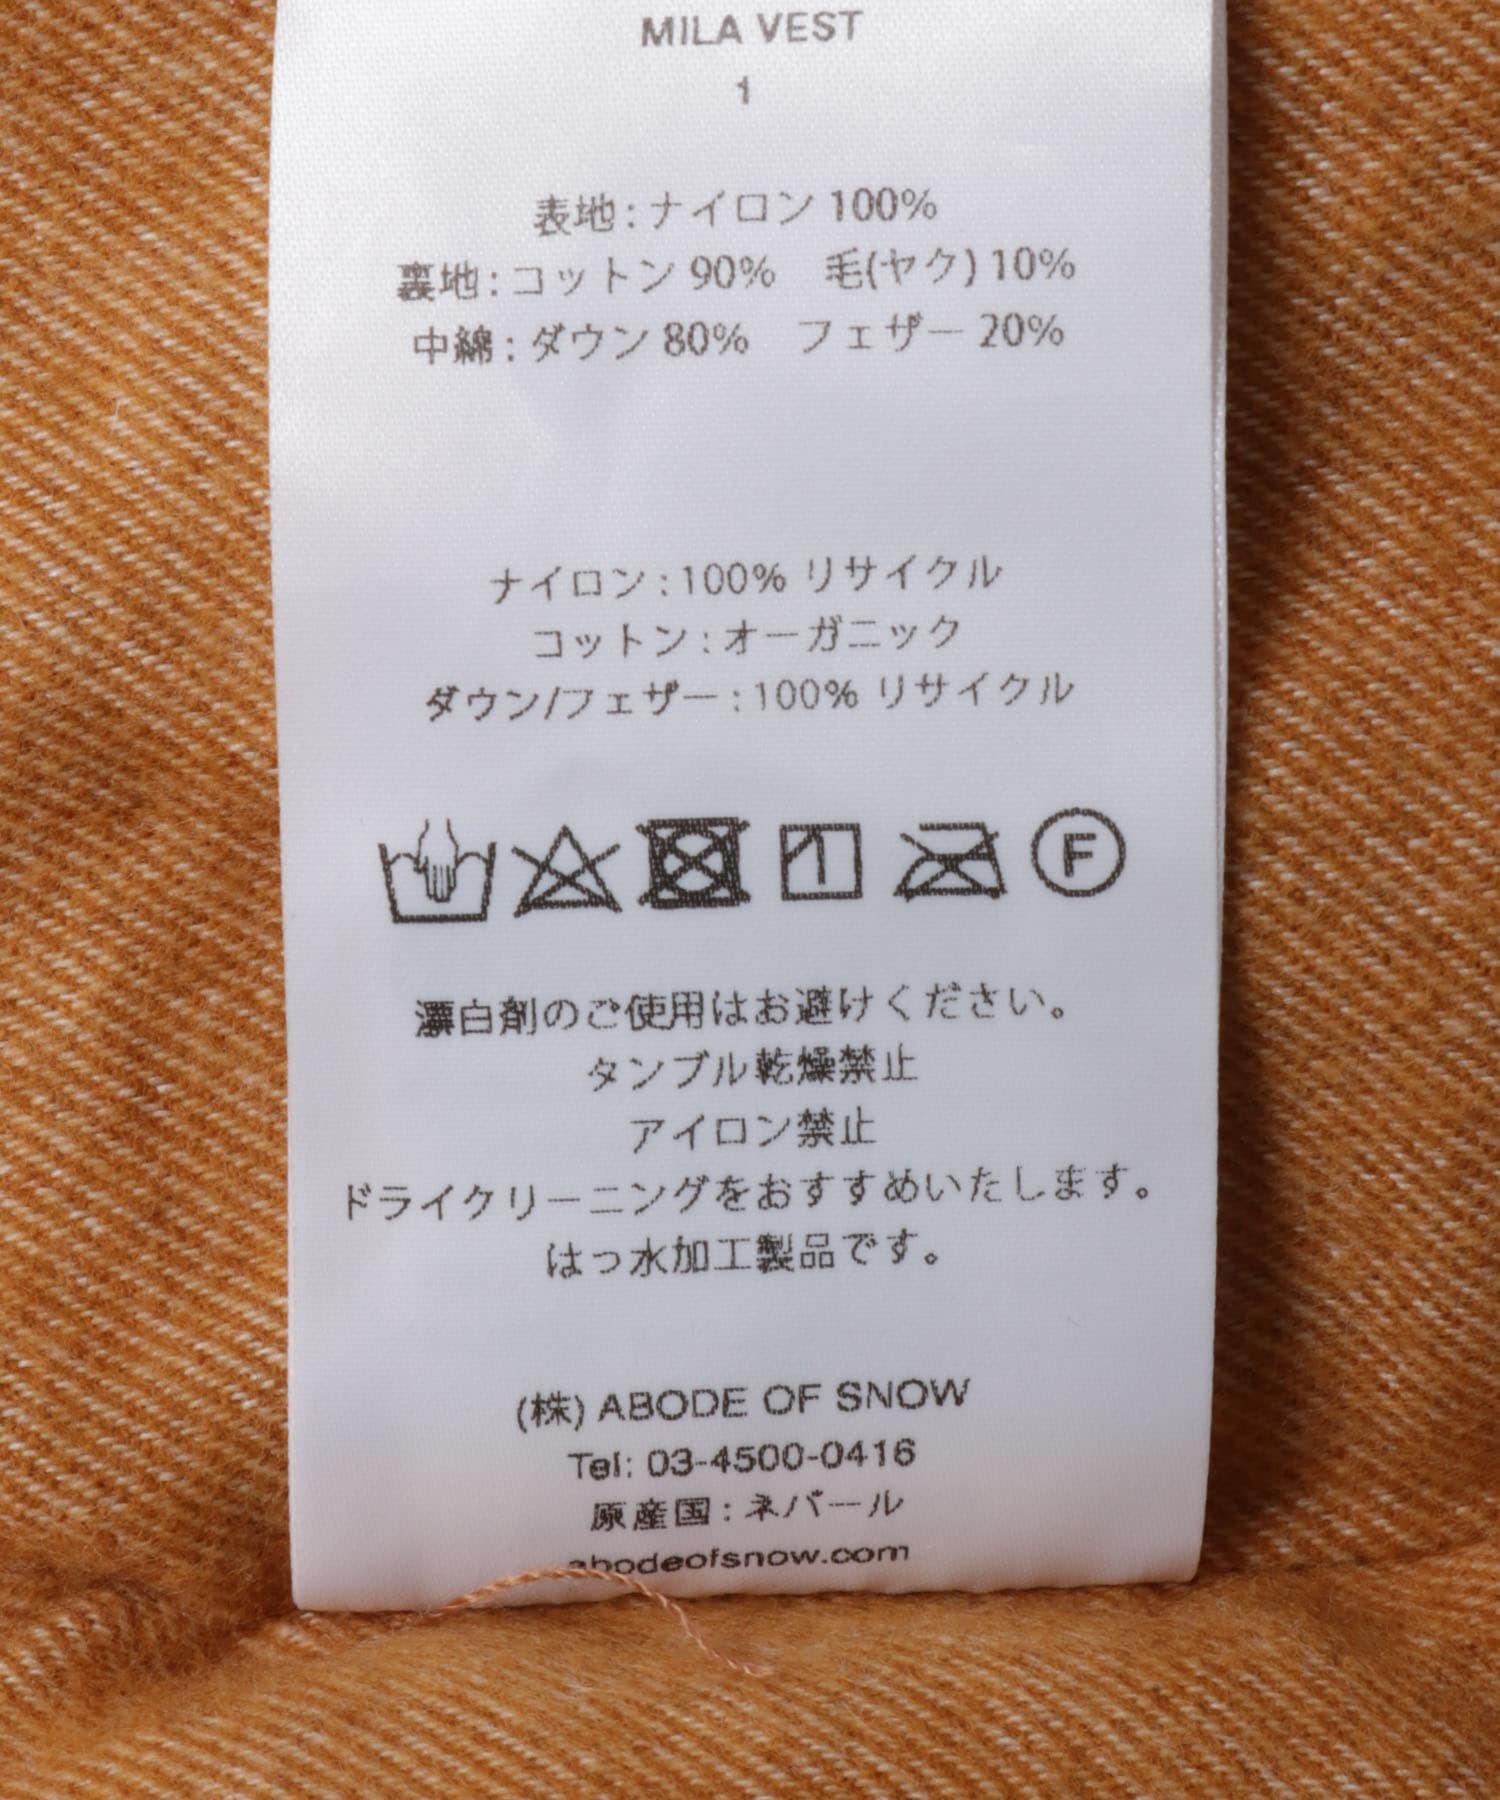 MILA VEST
1
表地 : ナイロン 100%
裏地 : コットン 90%　毛(ヤク) 10%
中綿 : ダウン 80%　フェザー 20%
ナイロン : 100% リサイクル
コットン : オーガニック
ダウン/フェザー : 100% リサイクル
F
漂白剤のご使用はお避けください。
タンブル乾燥禁止
アイロン禁止
ドライクリーニングをおすすめいたします。
はっ水加工製品です。
(株) ABODE OF SNOW
Tel: 03-4500-0416
原産国 : ネパール
abodeofsnow.com